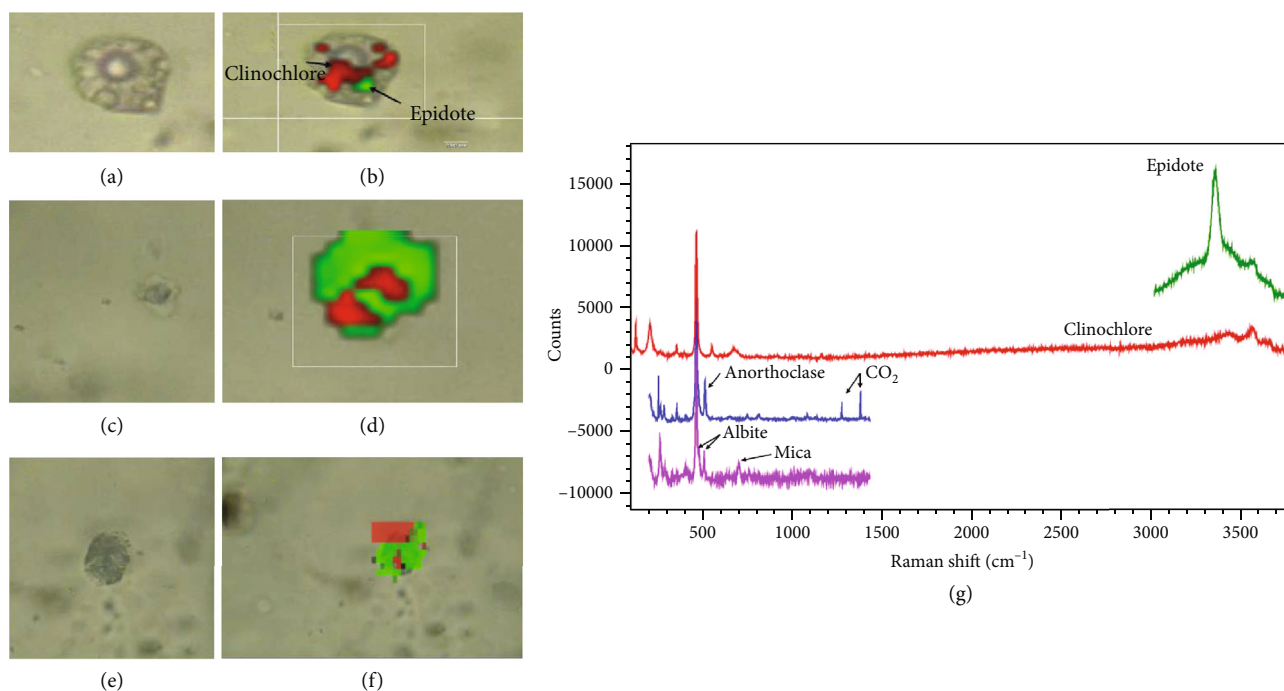 Clinochlore
Epidote
(a)
(b)
(c)
(d)
(e)
(f)
15000
10000
5000
0
−5000
−10000
Counts
Epidote
Clinochlore
Anorthoclase
CO₂
Albite
Mica
500
1000
1500
2000
2500
3000
3500
Raman shift (cm⁻¹)
(g)